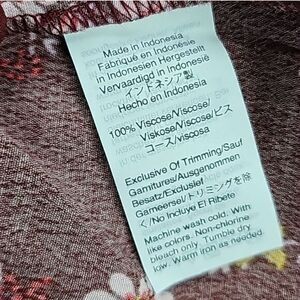 Made in Indonesia
Fabriqué en Indonésie
in Indonesien Hergestellt
Vervaardigd in Indonesië
インドネシア製
Hecho en Indonesia
100% Viscose/Viscose/
Viskose/Viscose/ビス
コース/viscosa
Exclusive Of Trimming/Sauf
Garnitures/Ausgenommen
Besatz/Exclusief
Garneersel/トリミングを除
く/No Incluye El Ribete
Machine wash cold. With
like colors. Non-chlorine
bleach only. Tumble dry
low. Warm iron as needed